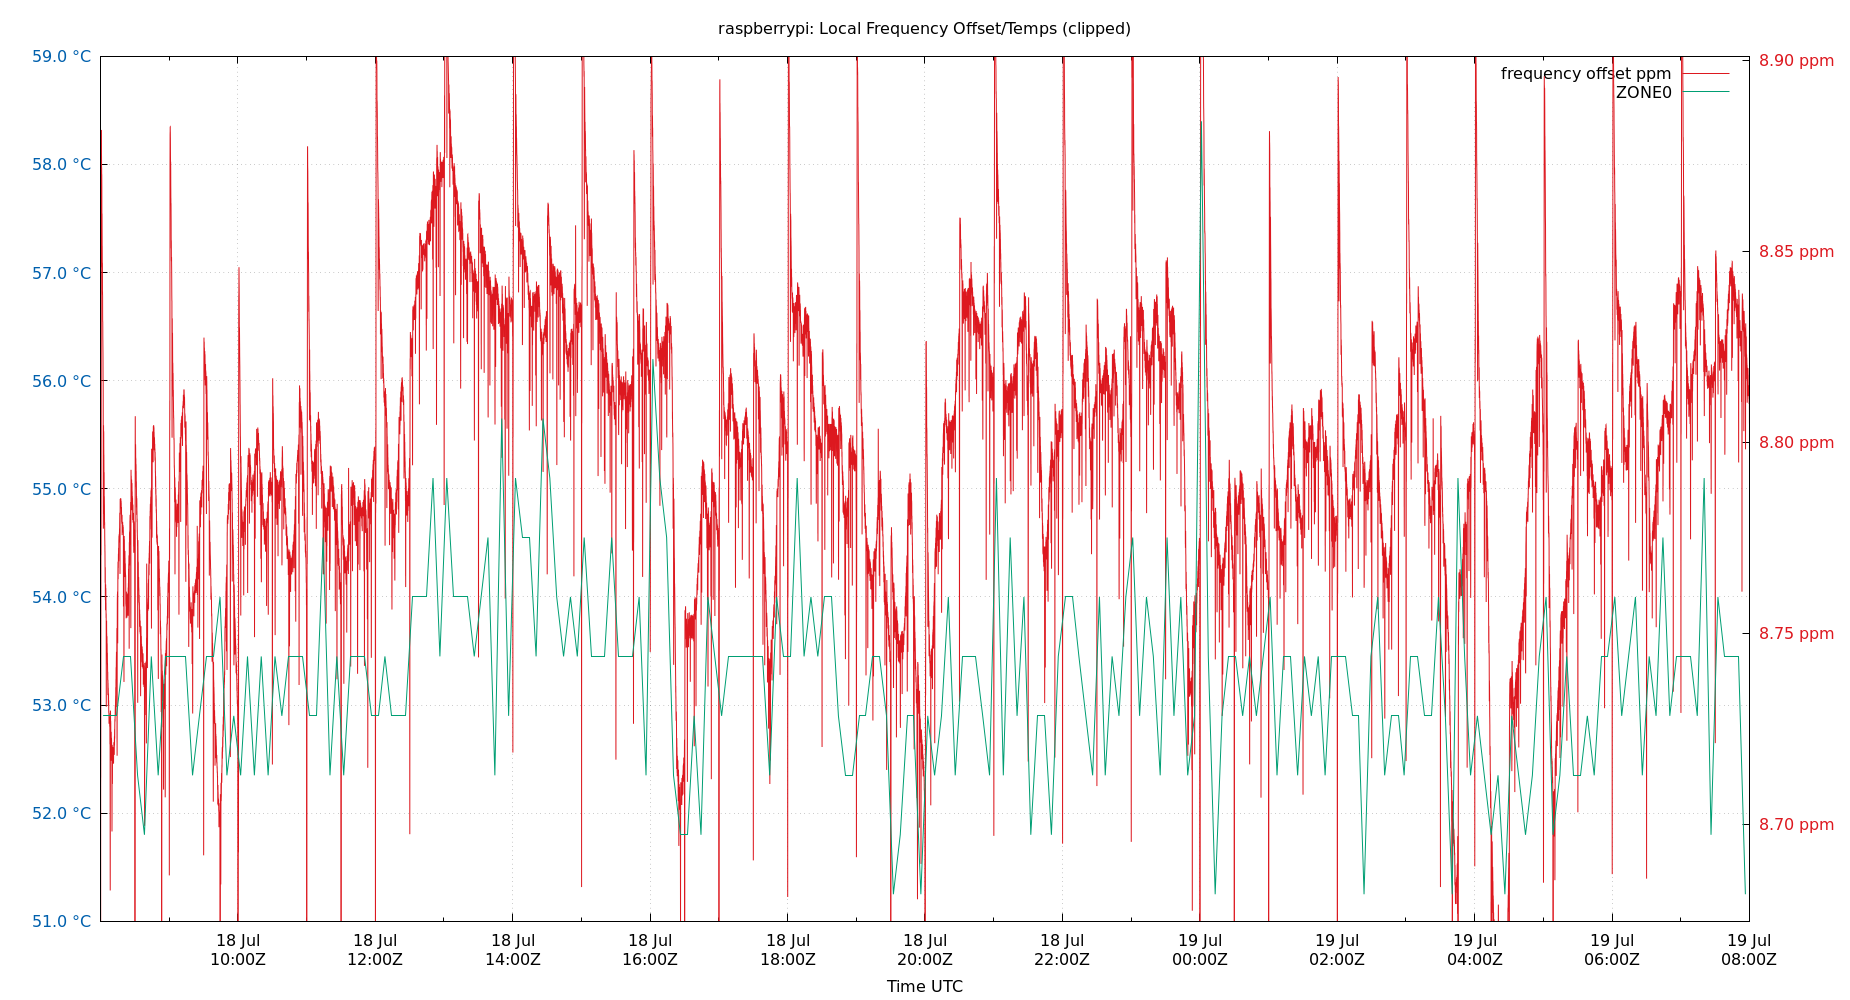 raspberrypi: Local Frequency Offset/Temps (clipped)
59.0 °C
58.0 °C
57.0 °C
56.0 °C
55.0 °C
54.0 °C
53.0 °C
52.0 °C
51.0 °C
8.90 ppm
8.85 ppm
8.80 ppm
8.75 ppm
8.70 ppm
frequency offset ppm
ZONE0
18 Jul 18 Jul 18 Jul 18 Jul 18 Jul 18 Jul 18 Jul 19 Jul 19 Jul 19 Jul 19 Jul 19 Jul
10:00Z 12:00Z 14:00Z 16:00Z 18:00Z 20:00Z 22:00Z 00:00Z 02:00Z 04:00Z 06:00Z 08:00Z
Time UTC